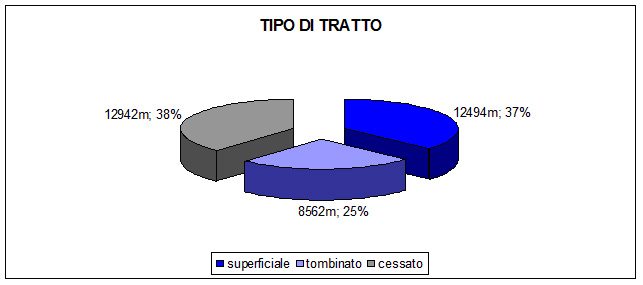 TIPO DI TRATTO
12942m; 38%
12494m; 37%
8562m; 25%
superficiale tombinato cessato